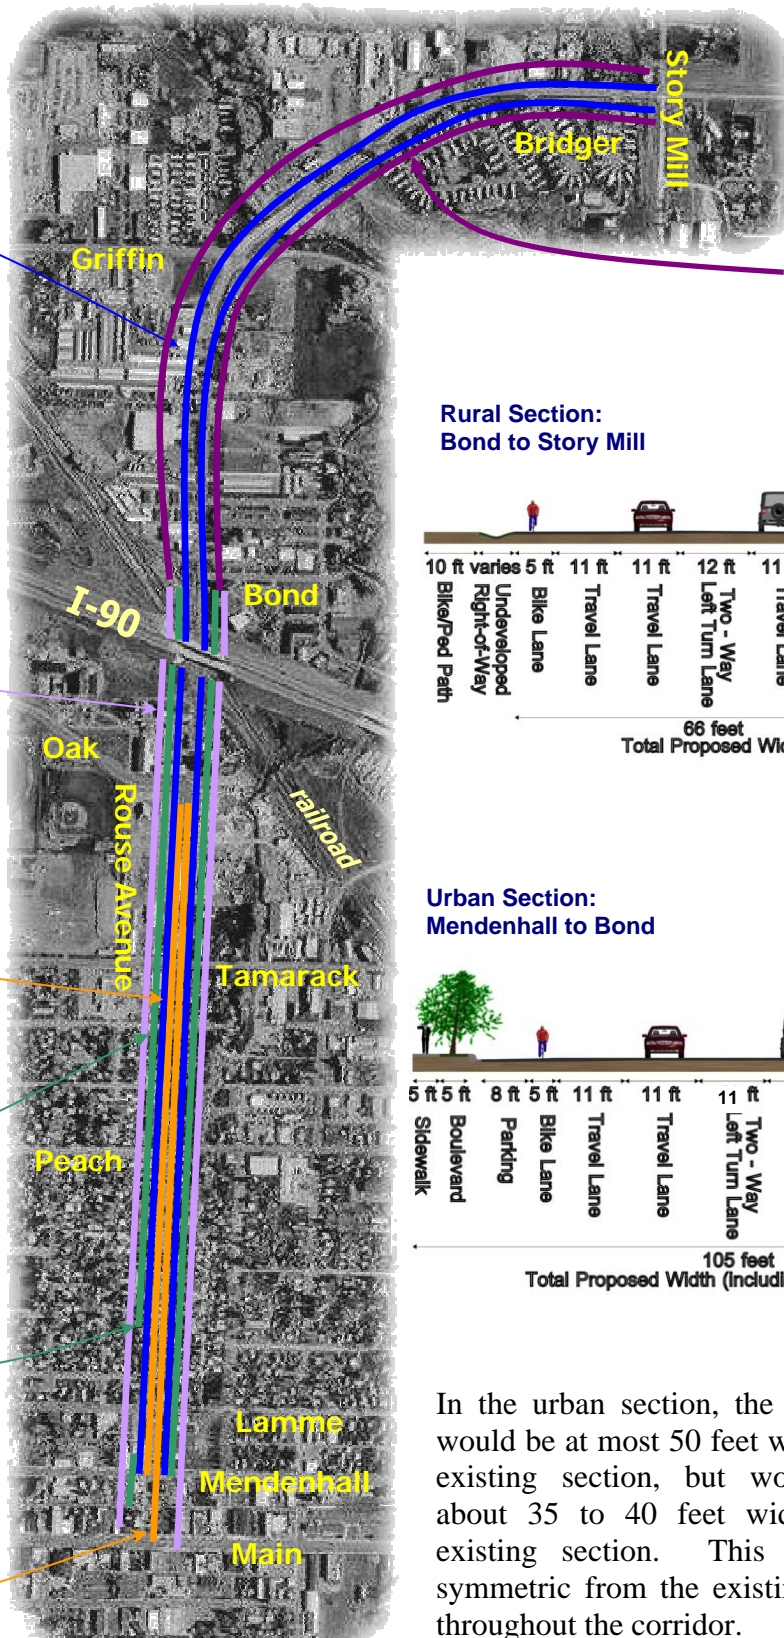 Story Mill
Bridger
Griffin
I-90
Bond
Oak
Rouse Avenue
railroad
Tamarack
Peach
Lamme
Mendenhall
Main
Rural Section:
Bond to Story Mill
10 ft varies 5 ft 11 ft 11 ft 12 ft 11
Bike/Ped Path
Undeveloped
Right-of-Way
Bike Lane
Travel Lane
Travel Lane
Two - Way
Left Turn Lane
66 feet
Total Proposed
Urban Section:
Mendenhall to Bond
5 ft 5 ft 8 ft 5 ft 11 ft 11 ft 11 ft
Sidewalk
Boulevard
Parking
Bike Lane
Travel Lane
Travel Lane
Two - Way
Left Turn Lane
105 feet
Total Proposed Width
In the urban section, the
would be at most 50 feet
existing section, but
about 35 to 40 feet
existing section. This
symmetric from the
throughout the corridor.